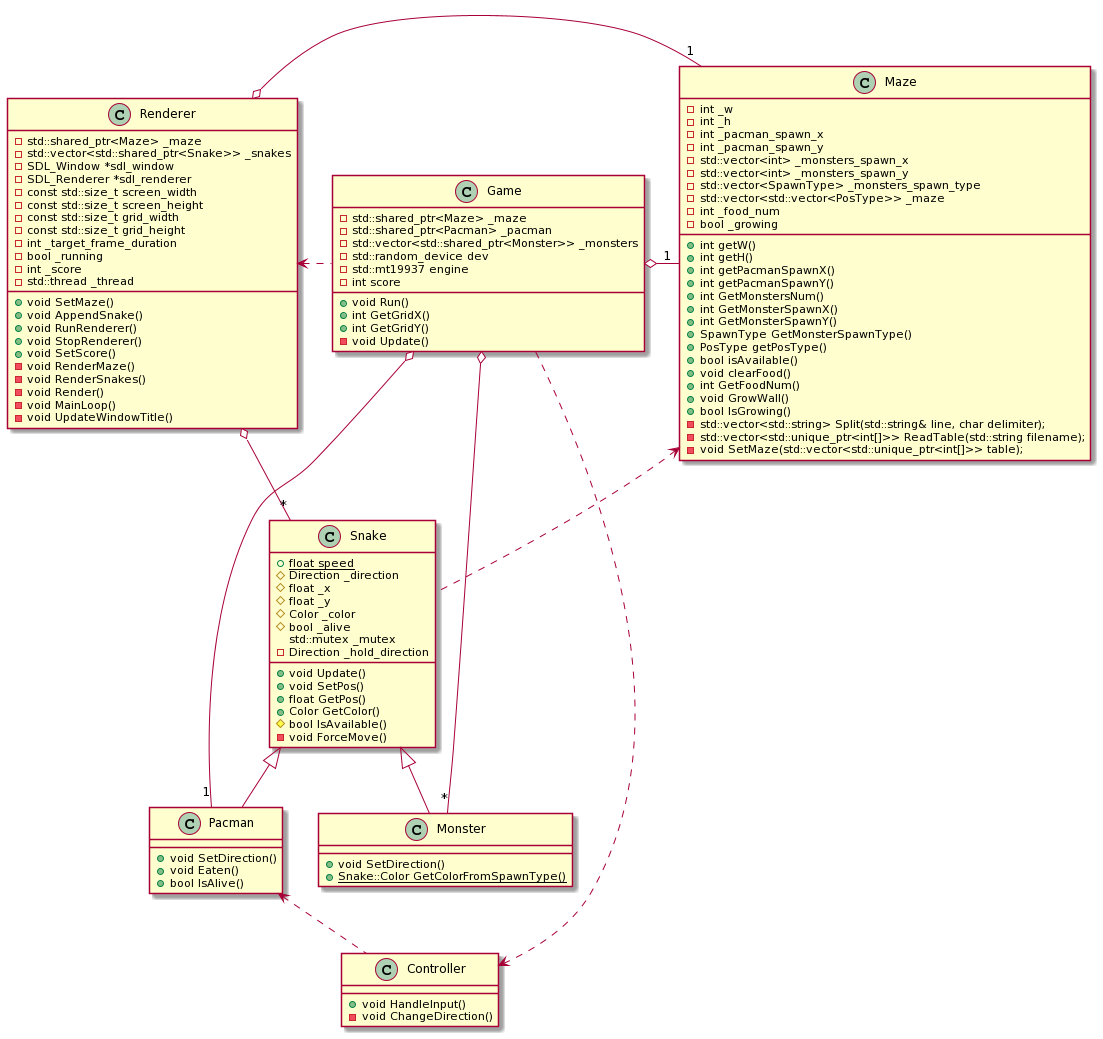 1
C Renderer
std::shared_ptr<Maze> _maze
std::vector<std::shared_ptr<Snake>> _snakes
SDL_Window *sdl_window
SDL_Renderer *sdl_renderer
const std::size_t screen_width
const std::size_t screen_height
const std::size_t grid_width
const std::size_t grid_height
int _target_frame_duration
bool _running
int _score
std::thread _thread
void SetMaze()
void AppendSnake()
void RunRenderer()
void StopRenderer()
void SetScore()
void RenderMaze()
void RenderSnakes()
void Render()
void MainLoop()
void UpdateWindowTitle()
C Game
std::shared_ptr<Maze> _maze
std::shared_ptr<Pacman> _pacman
std::vector<std::shared_ptr<Monster>> _monsters
std::random_device dev
std::mt19937 engine
int score
void Run()
int GetGridX()
int GetGridY()
void Update()
1
C Maze
int _w
int _h
int _pacman_spawn_x
int _pacman_spawn_y
std::vector<int> _monsters_spawn_x
std::vector<int> _monsters_spawn_y
std::vector<SpawnType> _monsters_spawn_type
std::vector<std::vector<PosType>> _maze
int _food_num
bool _growing
int getW()
int getH()
int getPacmanSpawnX()
int getPacmanSpawnY()
int GetMonstersNum()
int GetMonsterSpawnX()
int GetMonsterSpawnY()
SpawnType GetMonsterSpawnType()
PosType getPosType()
bool isAvailable()
void clearFood()
int GetFoodNum()
void GrowWall()
bool IsGrowing()
std::vector<std::string> Split(std::string& line, char delimiter);
std::vector<std::unique_ptr<int[]>> ReadTable(std::string filename);
void SetMaze(std::vector<std::unique_ptr<int[]>> table);
*
C Snake
float speed
Direction _direction
float _x
float _y
Color _color
bool _alive
std::mutex _mutex
Direction _hold_direction
void Update()
void SetPos()
float GetPos()
Color GetColor()
bool IsAvailable()
void ForceMove()
1
*
C Pacman
void SetDirection()
void Eaten()
bool IsAlive()
C Monster
void SetDirection()
Snake::Color GetColorFromSpawnType()
C Controller
void HandleInput()
void ChangeDirection()